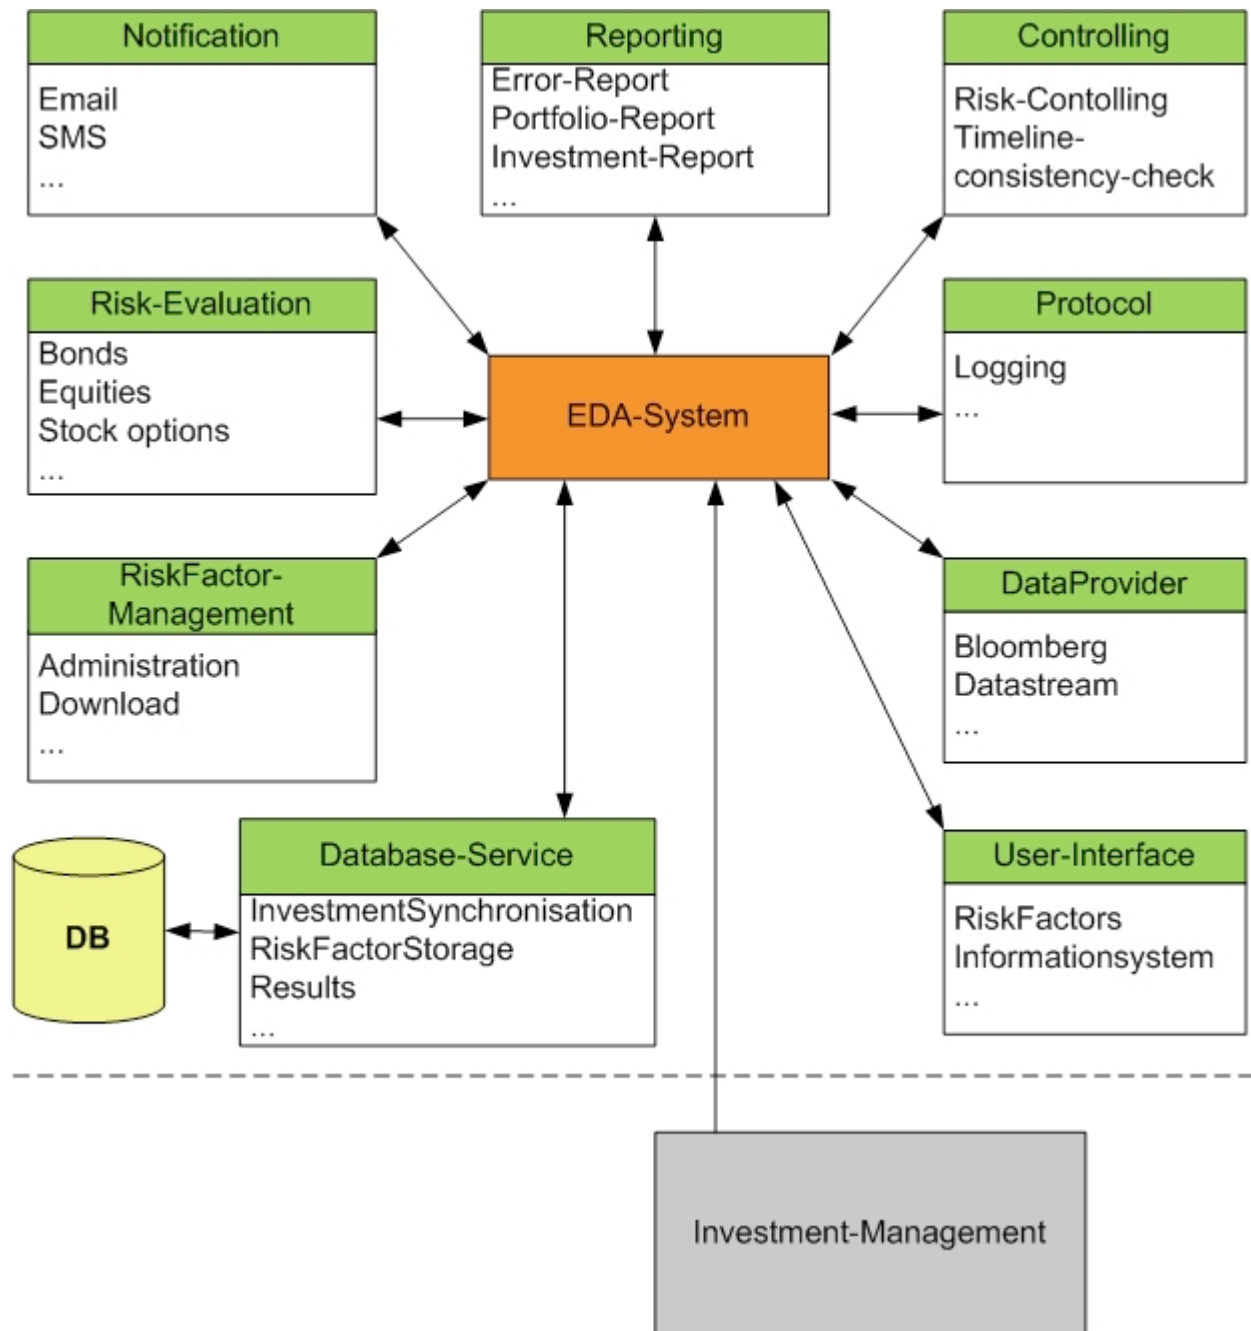 Notification
Email
SMS
...
Reporting
Error-Report
Portfolio-Report
Investment-Report
...
Controlling
Risk-Contolling
Timeline-
consistency-check
Risk-Evaluation
Bonds
Equities
Stock options
...
EDA-System
Protocol
Logging
...
RiskFactor-
Management
Administration
Download
...
DataProvider
Bloomberg
Datastream
...
DB
Database-Service
InvestmentSynchronisation
RiskFactorStorage
Results
...
User-Interface
RiskFactors
Informationsystem
...
Investment-Management